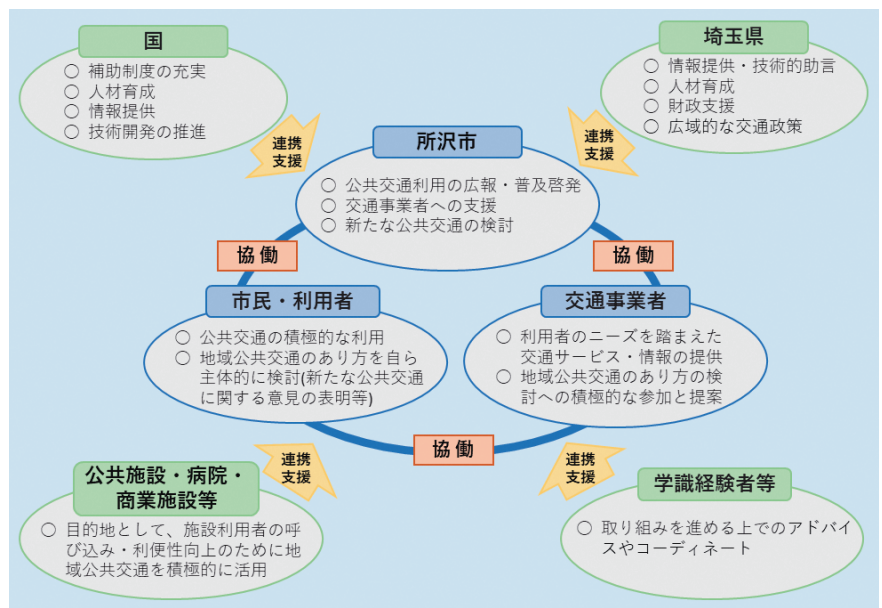 国
○ 補助制度の充実
○ 人材育成
○ 情報提供
○ 技術開発の推進
埼玉県
○ 情報提供・技術的助言
○ 人材育成
○ 財政支援
○ 広域的な交通政策
連携
支援
連携
支援
所沢市
○ 公共交通利用の広報・普及啓発
○ 交通事業者への支援
○ 新たな公共交通の検討
協働
協働
市民・利用者
○ 公共交通の積極的な利用
○ 地域公共交通のあり方を自ら
主体的に検討(新たな公共交通
に関する意見の表明等)
交通事業者
○ 利用者のニーズを踏まえた
交通サービス・情報の提供
○ 地域公共交通のあり方の検
討への積極的な参加と提案
協働
連携
支援
連携
支援
公共施設・病院・
商業施設等
○ 目的地として、施設利用者の呼
び込み・利便性向上のために地
域公共交通を積極的に活用
学識経験者等
○ 取り組みを進める上でのアドバイ
スやコーディネート